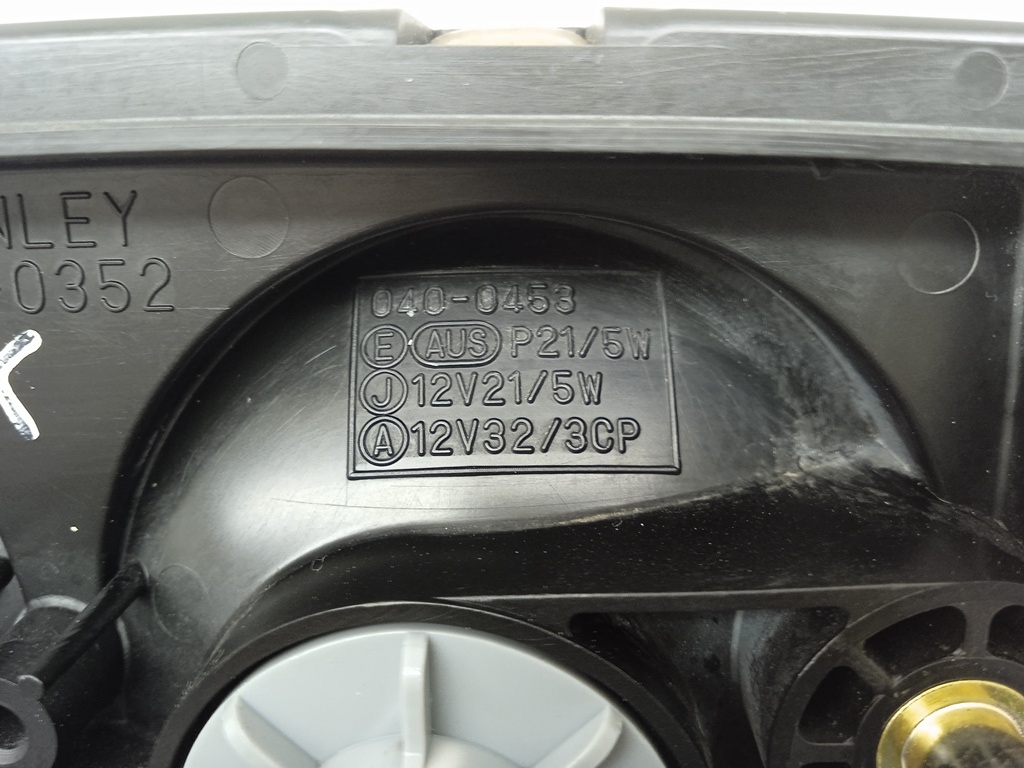 NLEY
-0352
040-0453
Ⓔ AUS P21/5W
Ⓙ 12V21/5W
Ⓐ 12V32/3CP